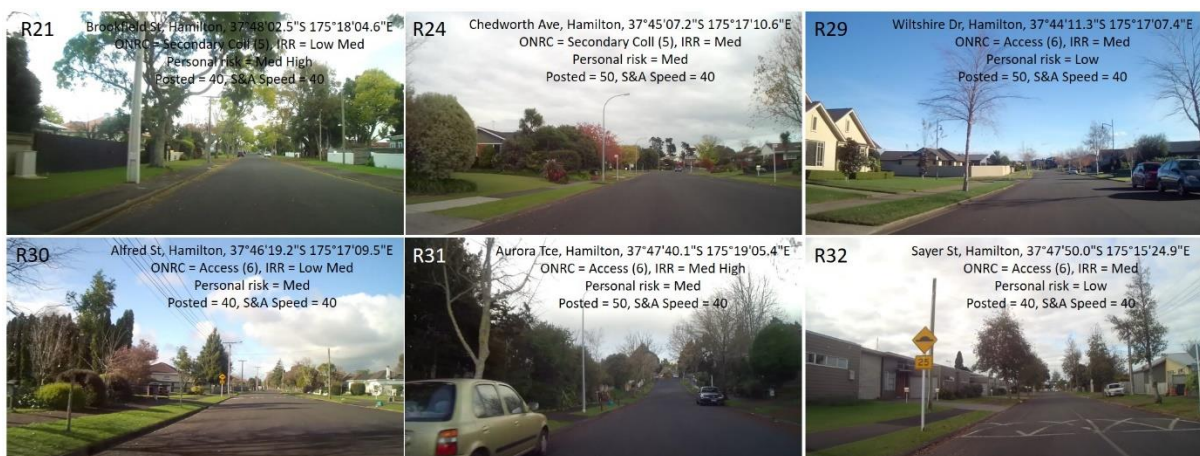 R21
Brookfield St, Hamilton, 37°48'02.5"S 175°18'04.6"E
ONRC = Secondary Coll (5), IRR = Low Med
Personal risk = Med High
Posted = 40, S&A Speed = 40
R24
Chedworth Ave, Hamilton, 37°45'07.2"S 175°17'10.6"E
ONRC = Secondary Coll (5), IRR = Med
Personal risk = Med
Posted = 50, S&A Speed = 40
R29
Wiltshire Dr, Hamilton, 37°44'11.3"S 175°17'07.4"E
ONRC = Access (6), IRR = Med
Personal risk = Low
Posted = 50, S&A Speed = 40
R30
Alfred St, Hamilton, 37°46'19.2"S 175°17'09.5"E
ONRC = Access (6), IRR = Low Med
Personal risk = Med
Posted = 40, S&A Speed = 40
R31
Aurora Tce, Hamilton, 37°47'40.1"S 175°19'05.4"E
ONRC = Access (6), IRR = Med High
Personal risk = Med
Posted = 50, S&A Speed = 40
R32
Sayer St, Hamilton, 37°47'50.0"S 175°15'24.9"E
ONRC = Access (6), IRR = Med
Personal risk = Low
Posted = 40, S&A Speed = 40